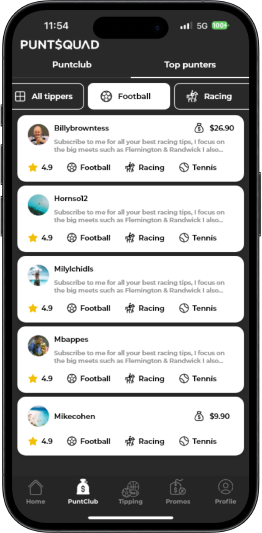 11:54
5G 100+
PUNT$QUAD
Puntclub Top punters
All tippers Football Racing
Billybrowntess $26.90
Subscribe to me for all your best racing tips, I focus on
the big meets such as Flemington & Randwick I also...
4.9 Football Racing Tennis
Hornso12
Subscribe to me for all your best racing tips, I focus on
the big meets such as Flemington & Randwick I also...
4.9 Football Racing Tennis
Milylchidls
Subscribe to me for all your best racing tips, I focus on
the big meets such as Flemington & Randwick I also...
4.9 Football Racing Tennis
Mbappes
Subscribe to me for all your best racing tips, I focus on
the big meets such as Flemington & Randwick I also...
4.9 Football Racing Tennis
Mikecohen $9.90
4.9 Football Racing Tennis
Home PuntClub Tipping Promos Profile